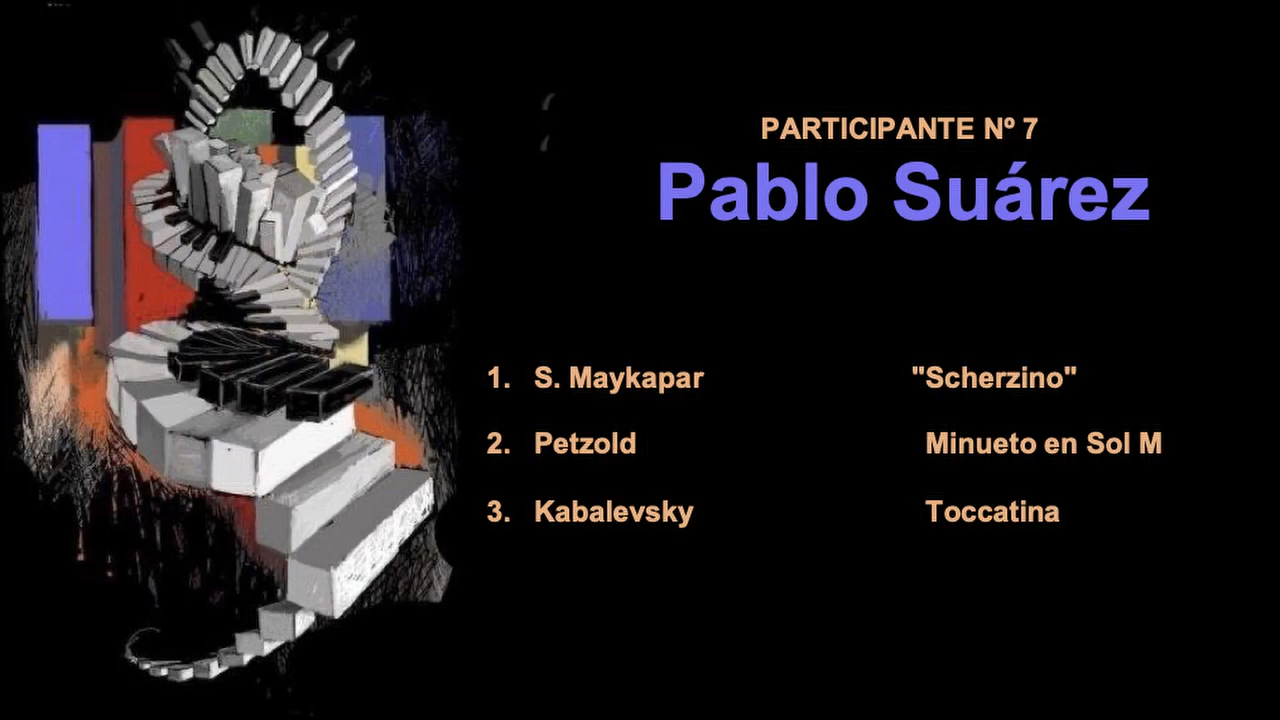 PARTICIPANTE Nº 7
Pablo Suárez
1. S. Maykapar "Scherzino"
2. Petzold Minueto en Sol M
3. Kabalevsky Toccatina